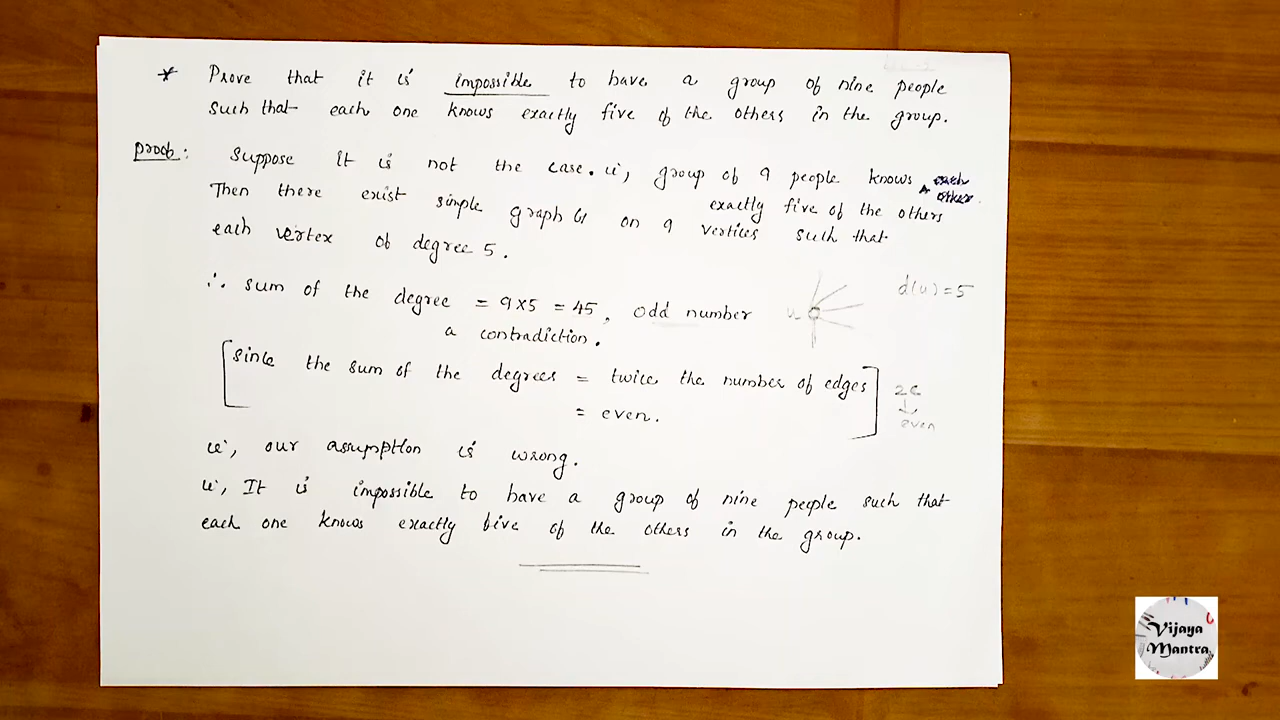 * Prove that it is impossible to have a group of nine people
such that each one knows exactly five of the others in the group.
Proof: Suppose it is not the case. ie, group of 9 people knows each other
exactly five of the others
Then there exist simple graph G on 9 vertices such that
each vertex of degree 5.
∴ sum of the degree = 9×5 = 45, odd number
a contradiction.
u d(u) = 5
[since the sum of the degrees = twice the number of edges
= even.]
2e
↓
even
ie, our assumption is wrong.
ie, It is impossible to have a group of nine people such that
each one knows exactly five of the others in the group.
Vijaya
Mantra